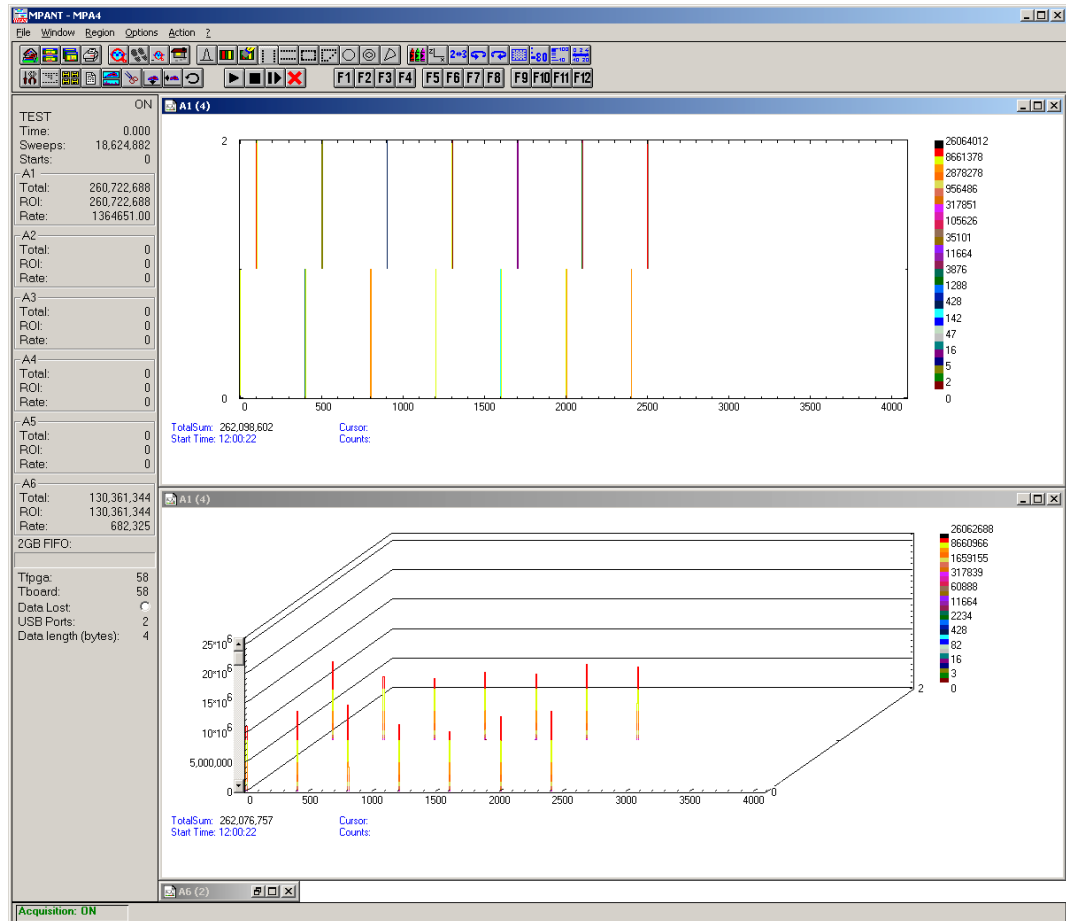 MPANT - MPA4
File Window Region Options Action ?
2=3 -80
F1 F2 F3 F4 F5 F6 F7 F8 F9 F10 F11 F12
ON
TEST
Time: 0.000
Sweeps: 18,624,882
Starts: 0
A1
Total: 260,722,688
ROI: 260,722,688
Rate: 1364651.00
A2
Total: 0
ROI: 0
Rate: 0
A3
Total: 0
ROI: 0
Rate: 0
A4
Total: 0
ROI: 0
Rate: 0
A5
Total: 0
ROI: 0
Rate: 0
A6
Total: 130,361,344
ROI: 130,361,344
Rate: 682,325
2GB FIFO:
Tfpga: 58
Tboard: 58
Data Lost:
USB Ports: 2
Data length (bytes): 4
A1 (4)
2
0
0 500 1000 1500 2000 2500 3000 3500 4000
26064012
8661378
2878278
956486
317851
105626
35101
11664
3876
1288
428
142
47
16
5
2
0
TotalSum: 262,098,602 Cursor:
Start Time: 12:00:22 Counts:
A1 (4)
25*10^6
20*10^6
15*10^6
10*10^6
5,000,000
0
0 500 1000 1500 2000 2500 3000 3500 4000
0
2
26062688
8660966
1659155
317839
60888
11664
2234
428
82
16
3
0
TotalSum: 262,076,757 Cursor:
Start Time: 12:00:22 Counts:
A6 (2)
Acquisition: ON